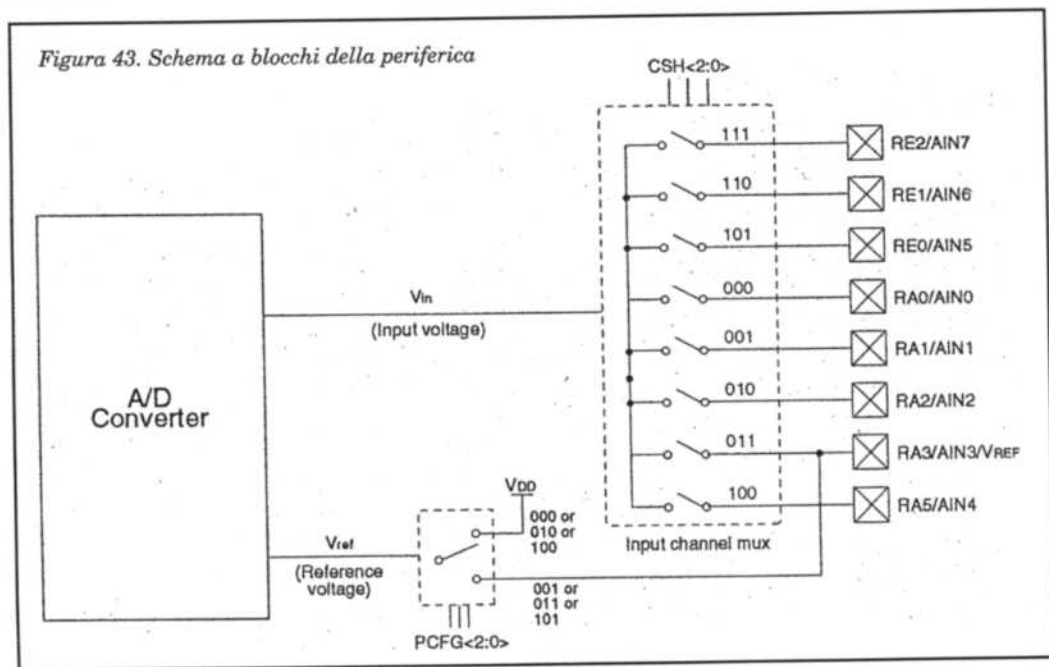 Figura 43. Schema a blocchi della periferica
CSH<2:0>
111
RE2/AIN7
110
RE1/AIN6
101
RE0/AIN5
000
RA0/AIN0
Vin
(Input voltage)
001
RA1/AIN1
A/D
Converter
010
RA2/AIN2
011
RA3/AIN3/VREF
VDD
100
RA5/AIN4
000 or
010 or
100
Input channel mux
Vref
(Reference
voltage)
001 or
011 or
101
PCFG<2:0>